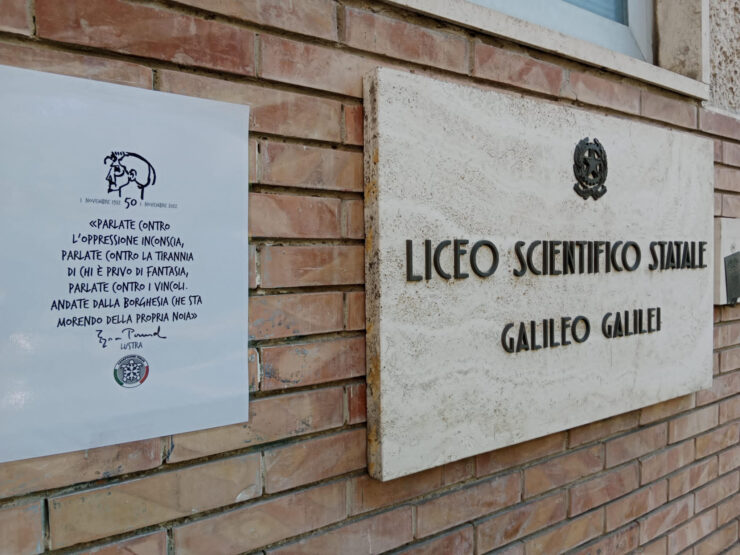 1 NOVEMBRE 1972 50 1 NOVEMBRE 2022
«PARLATE CONTRO
L'OPPRESSIONE INCONSCIA,
PARLATE CONTRO LA TIRANNIA
DI CHI È PRIVO DI FANTASIA,
PARLATE CONTRO I VINCOLI.
ANDATE DALLA BORGHESIA CHE STA
MORENDO DELLA PROPRIA NOIA»
Ezra Pound
LUSTRA
LICEO SCIENTIFICO STATALE
GALILEO GALILEI